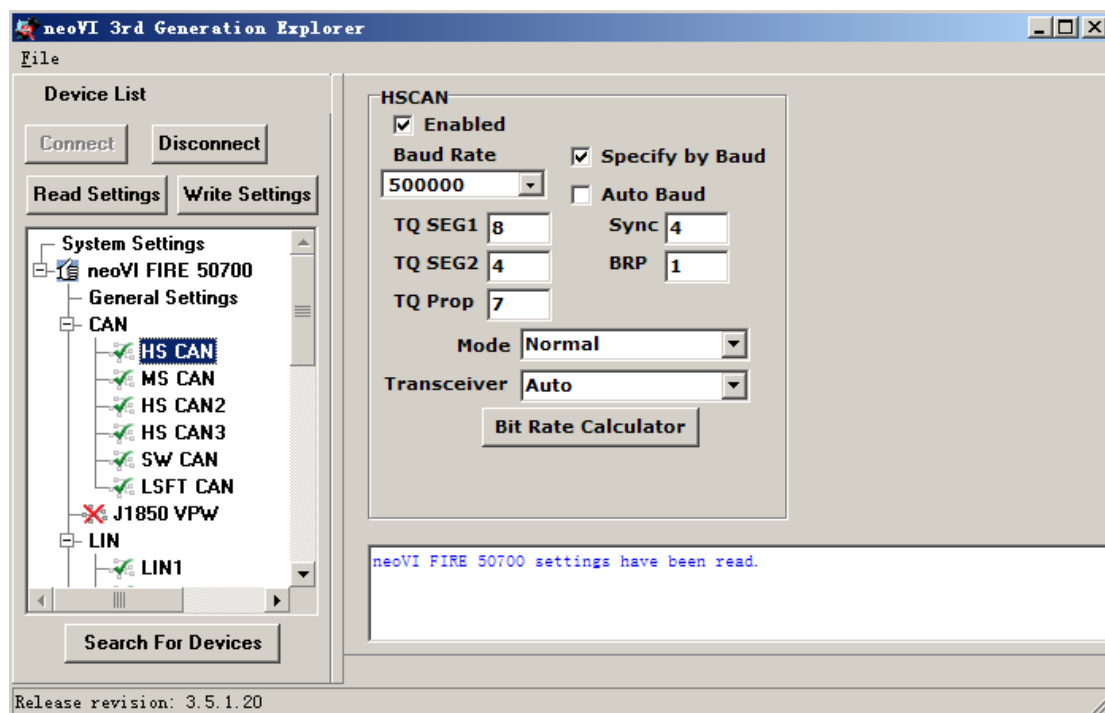 neoVI 3rd Generation Explorer
File
Device List
Connect
Disconnect
Read Settings
Write Settings
System Settings
neoVI FIRE 50700
General Settings
CAN
HS CAN
MS CAN
HS CAN2
HS CAN3
SW CAN
LSFT CAN
J1850 VPW
LIN
LIN1
Search For Devices
HSCAN
Enabled
Baud Rate
Specify by Baud
500000
Auto Baud
TQ SEG1 8
Sync 4
TQ SEG2 4
BRP 1
TQ Prop 7
Mode Normal
Transceiver Auto
Bit Rate Calculator
neoVI FIRE 50700 settings have been read.
Release revision: 3.5.1.20